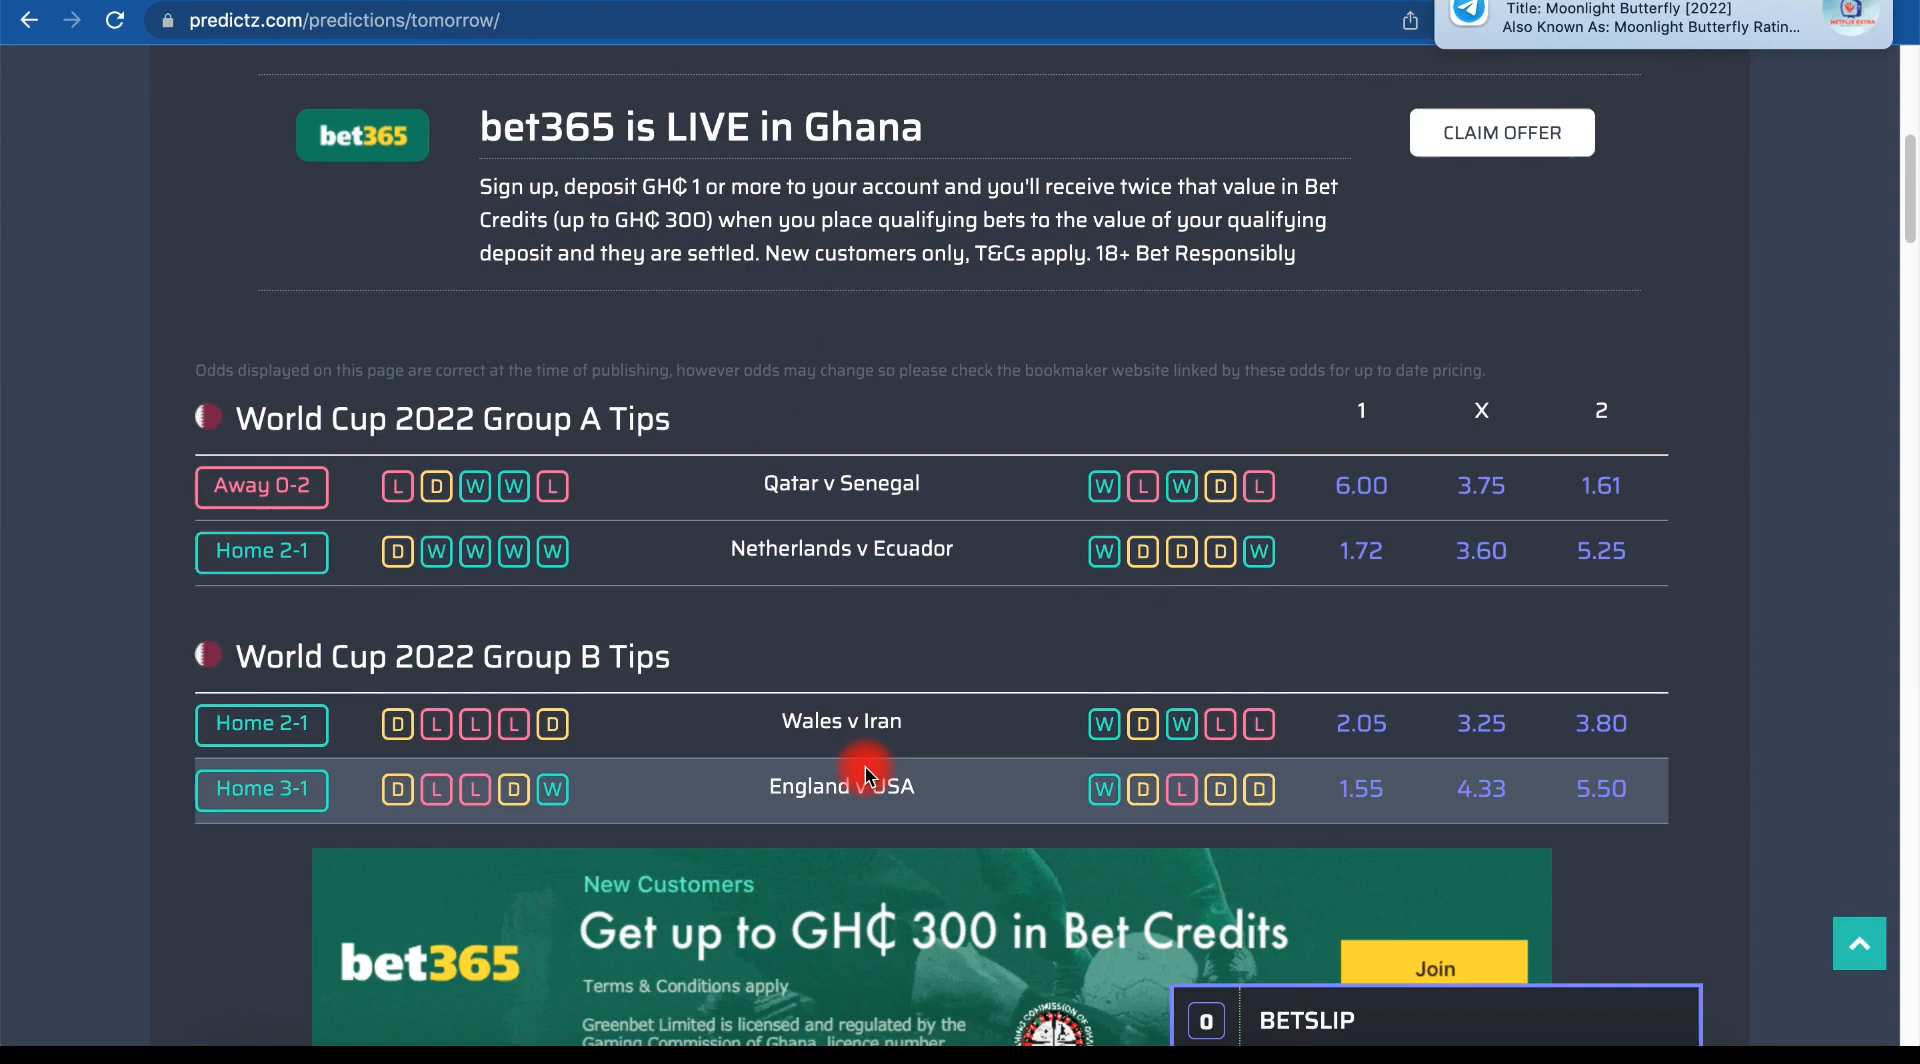 predictz.com/predictions/tomorrow/
Title: Moonlight Butterfly [2022]
Also Known As: Moonlight Butterfly Ratin...
bet365
bet365 is LIVE in Ghana
CLAIM OFFER
Sign up, deposit GH₵ 1 or more to your account and you'll receive twice that value in Bet
Credits (up to GH₵ 300) when you place qualifying bets to the value of your qualifying
deposit and they are settled. New customers only, T&Cs apply. 18+ Bet Responsibly
Odds displayed on this page are correct at the time of publishing, however odds may change so please check the bookmaker website linked by these odds for up to date pricing.
World Cup 2022 Group A Tips 1 X 2
Away 0-2 L D W W L Qatar v Senegal W L W D L 6.00 3.75 1.61
Home 2-1 D W W W W Netherlands v Ecuador W D D D W 1.72 3.60 5.25
World Cup 2022 Group B Tips
Home 2-1 D L L L D Wales v Iran W D W L L 2.05 3.25 3.80
Home 3-1 D L L D W England v USA W D L D D 1.55 4.33 5.50
New Customers
Get up to GH₵ 300 in Bet Credits
bet365
Join
Terms & Conditions apply
Greenbet Limited is licensed and regulated by the
Gaming Commission of Ghana, licence number
0 BETSLIP